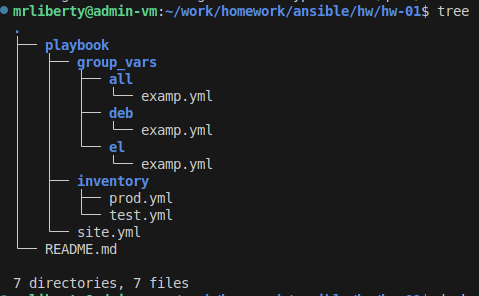 mrliberty@admin-vm:~/work/homework/ansible/hw/hw-01$ tree
.
├── playbook
│   ├── group_vars
│   │   ├── all
│   │   │   └── examp.yml
│   │   ├── deb
│   │   │   └── examp.yml
│   │   └── el
│   │       └── examp.yml
│   ├── inventory
│   │   ├── prod.yml
│   │   └── test.yml
│   └── site.yml
└── README.md
7 directories, 7 files